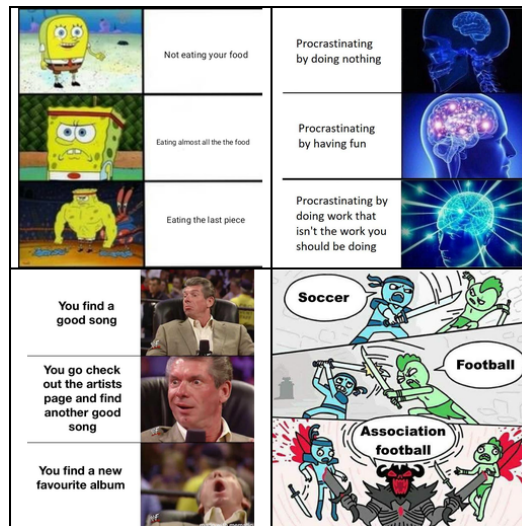 Not eating your food
Eating almost all the the food
Eating the last piece
Procrastinating
by doing nothing
Procrastinating
by having fun
Procrastinating by
doing work that
isn't the work you
should be doing
You find a
good song
You go check
out the artists
page and find
another good
song
You find a new
favourite album
Soccer
Football
Association
football